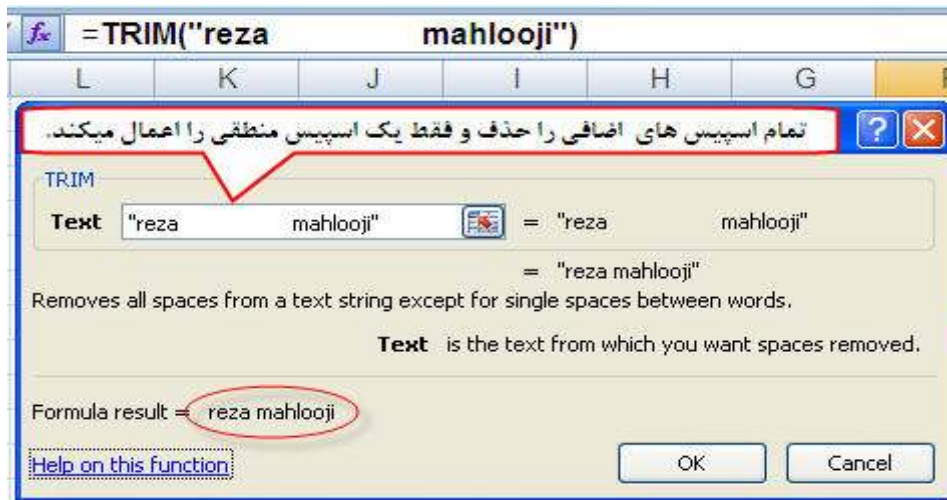 fx =TRIM("reza                    mahlooji")
L K J I H G
تمام اسپیس های اضافی را حذف و فقط یک اسپیس منطقی را اعمال میکند.
?
TRIM
Text "reza                    mahlooji" = "reza                    mahlooji"
= "reza mahlooji"
Removes all spaces from a text string except for single spaces between words.
Text is the text from which you want spaces removed.
Formula result = reza mahlooji
Help on this function OK Cancel